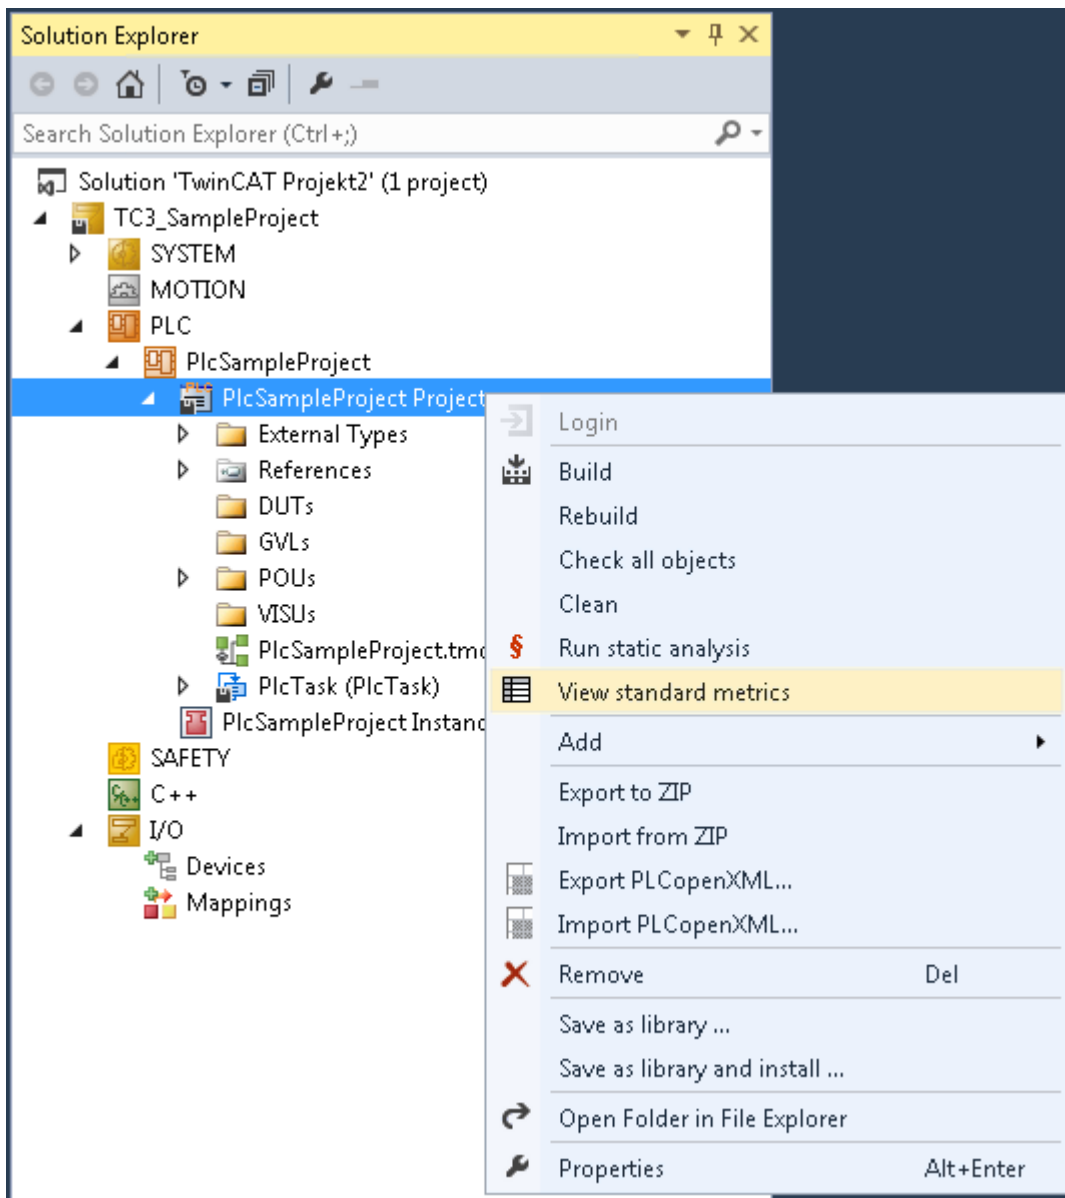 Solution Explorer
Search Solution Explorer (Ctrl+;)
Solution 'TwinCAT Projekt2' (1 project)
TC3_SampleProject
SYSTEM
MOTION
PLC
PlcSampleProject
PlcSampleProject Project
External Types
References
DUTs
GVLs
POUs
VISUs
PlcSampleProject.tmc
PlcTask (PlcTask)
PlcSampleProject Instanc
SAFETY
C++
I/O
Devices
Mappings
Login
Build
Rebuild
Check all objects
Clean
§ Run static analysis
View standard metrics
Add
Export to ZIP
Import from ZIP
Export PLCopenXML...
Import PLCopenXML...
Remove Del
Save as library ...
Save as library and install ...
Open Folder in File Explorer
Properties Alt+Enter